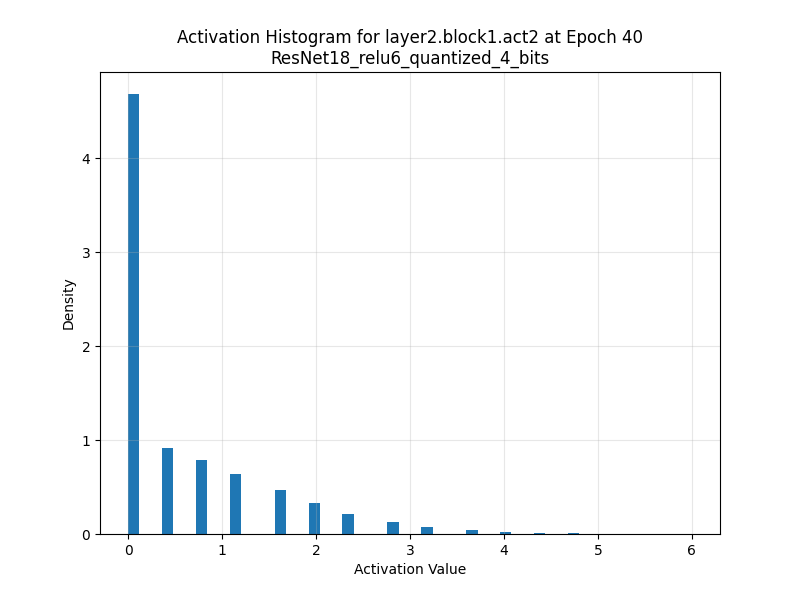 Activation Histogram for layer2.block1.act2 at Epoch 40
ResNet18_relu6_quantized_4_bits
4
3
2
1
0
Density
0 1 2 3 4 5 6
Activation Value